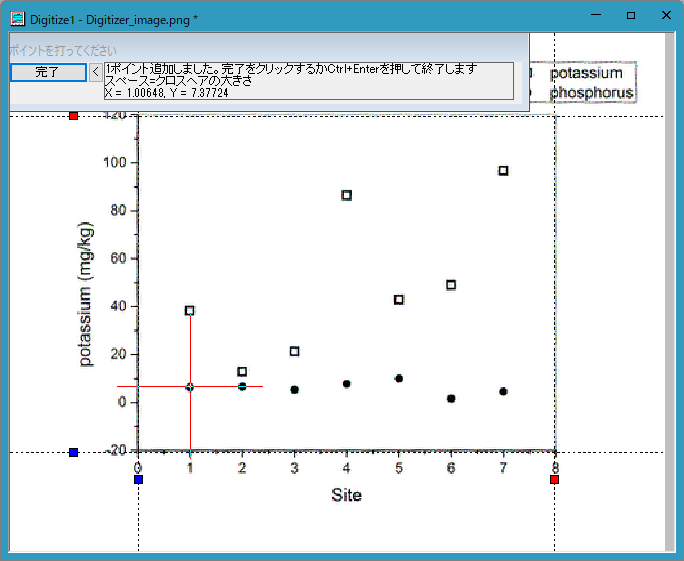 Digitize1 - Digitizer_image.png *
ポイントを打ってください
完了
<
1ポイント追加しました。完了をクリックするかCtrl+Enterを押して終了します
スペース=クロスヘアの大きさ
X = 1.00648, Y = 7.37724
potassium
phosphorus
120
100
80
60
40
20
0
-20
potassium (mg/kg)
0 1 2 3 4 5 6 7 8
Site